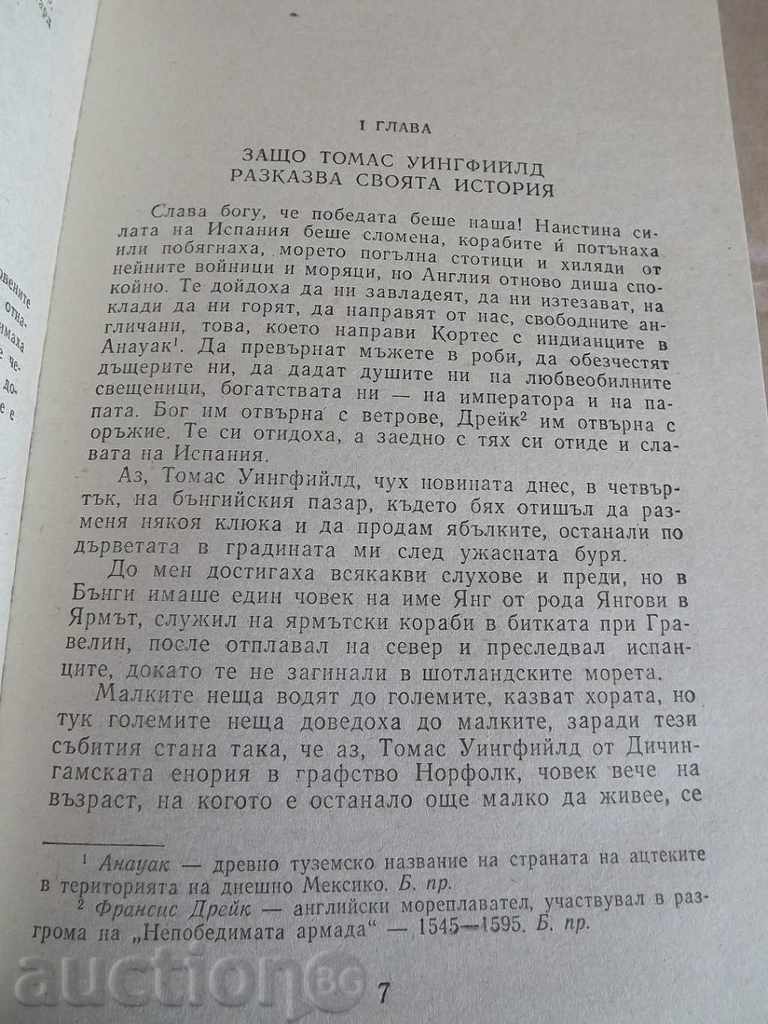 овените
отна-
имаха
е че-
до-
е е
I ГЛАВА
ЗАЩО ТОМАС УИНГФИЙЛД
РАЗКАЗВА СВОЯТА ИСТОРИЯ
Слава богу, че победата беше наша! Наистина си-
лата на Испания беше сломена, корабите ѝ потънаха
или побягнаха, морето погълна стотици и хиляди от
нейните войници и моряци, но Англия отново диша спо-
койно. Те дойдоха да ни завладеят, да ни изтезават, на
клади да ни горят, да направят от нас, свободните ан-
гличани, това, което направи Кортес с индианците в
Анауак¹. Да превърнат мъжете в роби, да обезчестят
дъщерите ни, да дадат душите ни на любвеобилните
свещеници, богатствата ни — на императора и на па-
пата. Бог им отвърна с ветрове, Дрейк² им отвърна с
оръжие. Те си отидоха, а заедно с тях си отиде и сла-
вата на Испания.
Аз, Томас Уингфийлд, чух новината днес, в четвър-
тък, на бънгийския пазар, където бях отишъл да раз-
меня някоя клюка и да продам ябълките, останали по
дърветата в градината ми след ужасната буря.
До мен достигаха всякакви слухове и преди, но в
Бънги имаше един човек на име Янг от рода Янгови в
Ярмът, служил на ярмътски кораби в битката при Гра-
велин, после отплавал на север и преследвал испан-
ците, докато те не загинали в шотландските морета.
Малките неща водят до големите, казват хората, но
тук големите неща доведоха до малките, заради тези
събития стана така, че аз, Томас Уингфийлд от Дичин-
гамската енория в графство Норфолк, човек вече на
възраст, на когото е останало още малко да живее, се
¹ Анауак — древно туземско название на страната на ацтеките
в територията на днешно Мексико. Б. пр.
² Франсис Дрейк — английски мореплавател, участвувал в раз-
грома на „Непобедимата армада“ — 1545—1595. Б. пр.
auctionBG
7